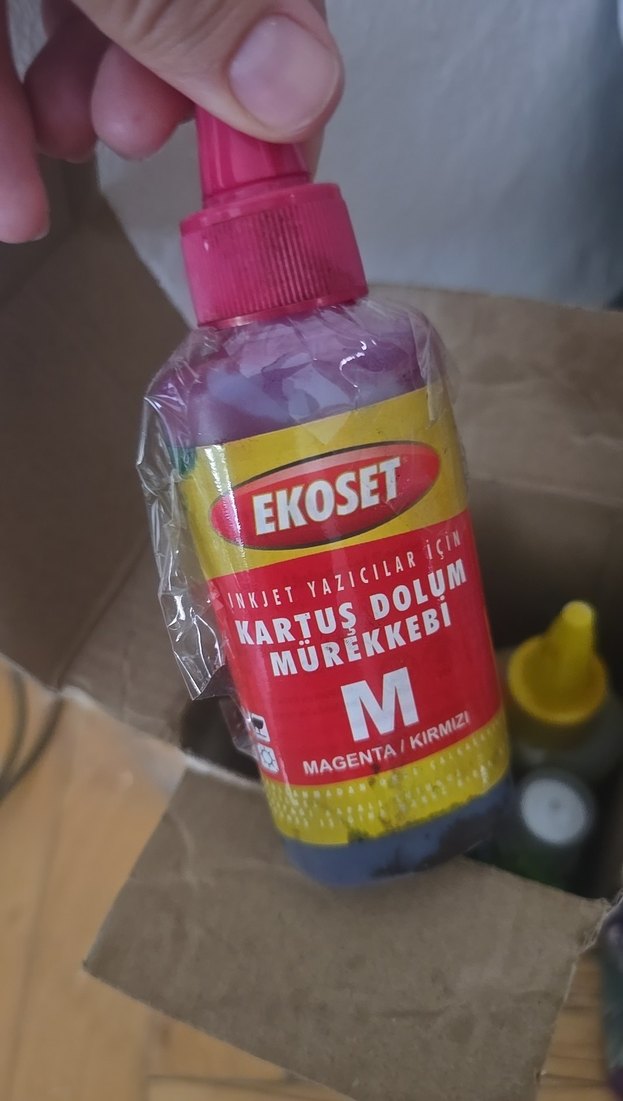 EKOSET
INKJET YAZICILAR İÇİN
KARTUŞ DOLUM
MÜREKKEBİ
M
MAGENTA / KIRMIZI